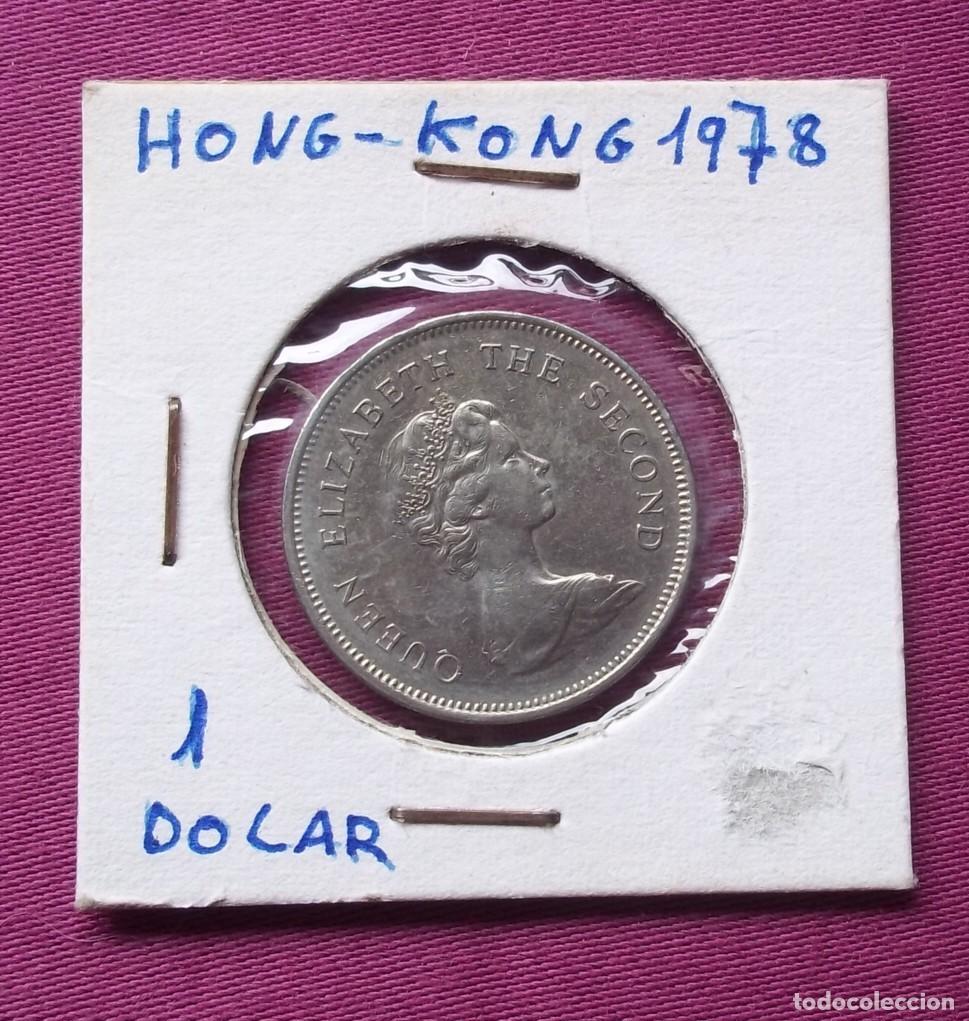 HONG-KONG 1978
QUEEN ELIZABETH THE SECOND
1
DOLAR
todocoleccion